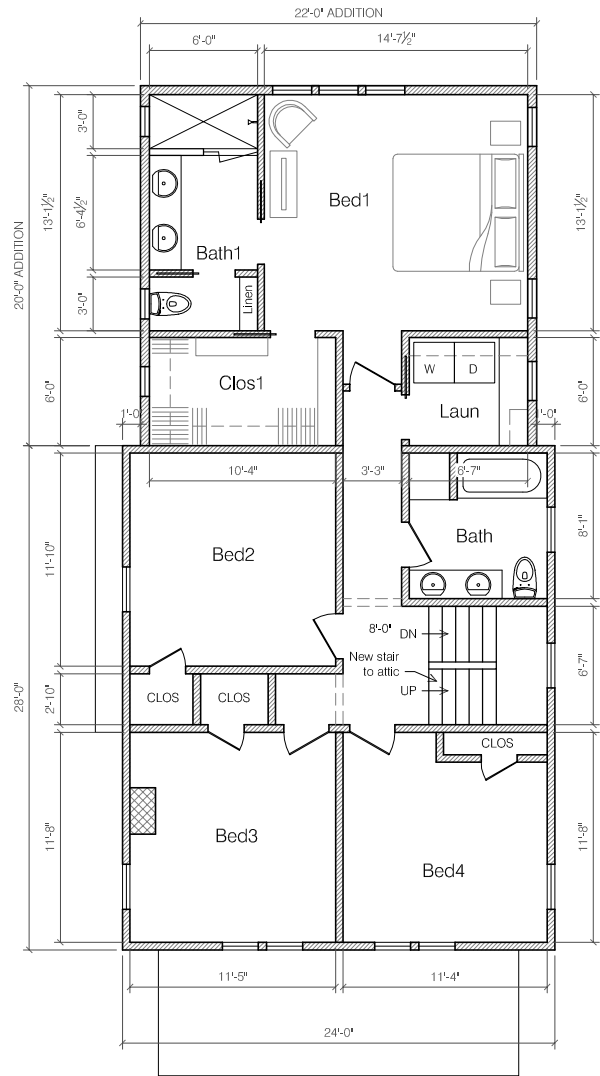 22'-0" ADDITION
6'-0"
14'-7½"
3'-0"
13'-1½"
6'-4½"
20'-0" ADDITION
3'-0"
Bed1
13'-1½"
Bath1
Linen
6'-0"
Clos1
W
D
Laun
6'-0"
1'-0"
1'-0"
10'-4"
3'-3"
6'-7"
11'-10"
Bed2
Bath
8'-1"
8'-0"
DN
New stair
to attic
UP
6'-7"
28'-0"
2'-10"
CLOS
CLOS
CLOS
11'-8"
Bed3
Bed4
11'-8"
11'-5"
11'-4"
24'-0"